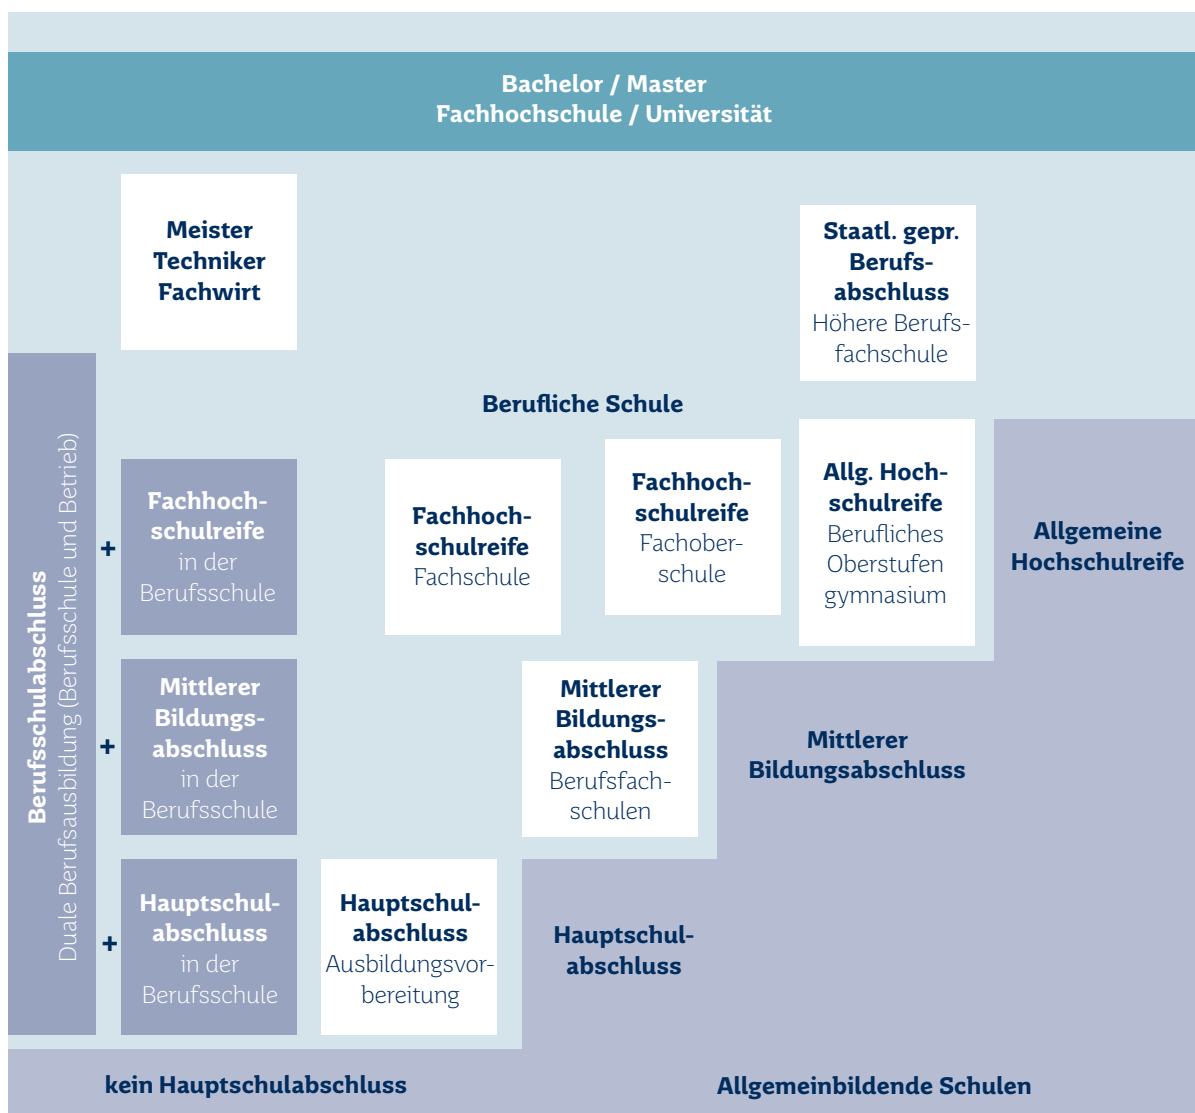 Bachelor / Master
Fachhochschule / Universität
Meister
Techniker
Fachwirt
Staatl. gepr.
Berufs-
abschluss
Höhere Berufs-
fachschule
Berufliche Schule
Berufsschulabschluss
Duale Berufsausbildung (Berufsschule und Betrieb)
+
Fachhoch-
schulreife
in der
Berufsschule
Fachhoch-
schulreife
Fachschule
Fachhoch-
schulreife
Fachober-
schule
Allg. Hoch-
schulreife
Berufliches
Oberstufen
gymnasium
Allgemeine
Hochschulreife
+
Mittlerer
Bildungs-
abschluss
in der
Berufsschule
Mittlerer
Bildungs-
abschluss
Berufsfach-
schulen
Mittlerer
Bildungsabschluss
+
Hauptschul-
abschluss
in der
Berufsschule
Hauptschul-
abschluss
Ausbildungsvor-
bereitung
Hauptschul-
abschluss
kein Hauptschulabschluss
Allgemeinbildende Schulen